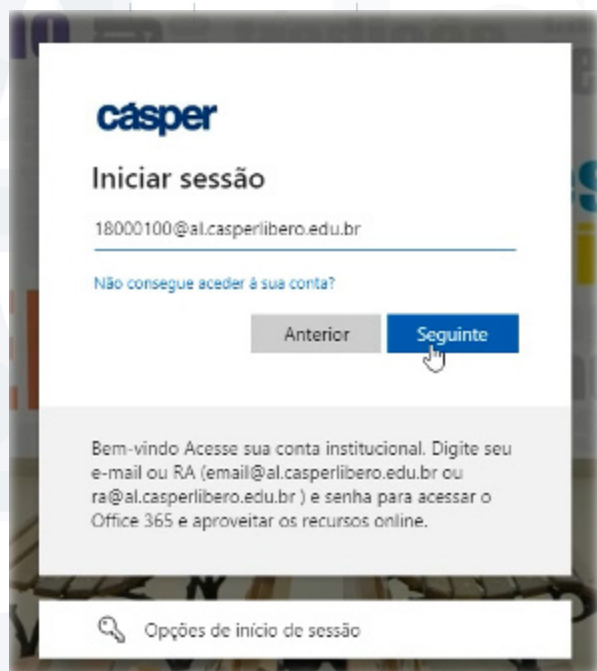 cásper
Iniciar sessão
18000100@al.casperlibero.edu.br
Não consegue aceder à sua conta?
Anterior
Seguinte
Bem-vindo Acesse sua conta institucional. Digite seu
e-mail ou RA (email@al.casperlibero.edu.br ou
ra@al.casperlibero.edu.br ) e senha para acessar o
Office 365 e aproveitar os recursos online.
Opções de início de sessão